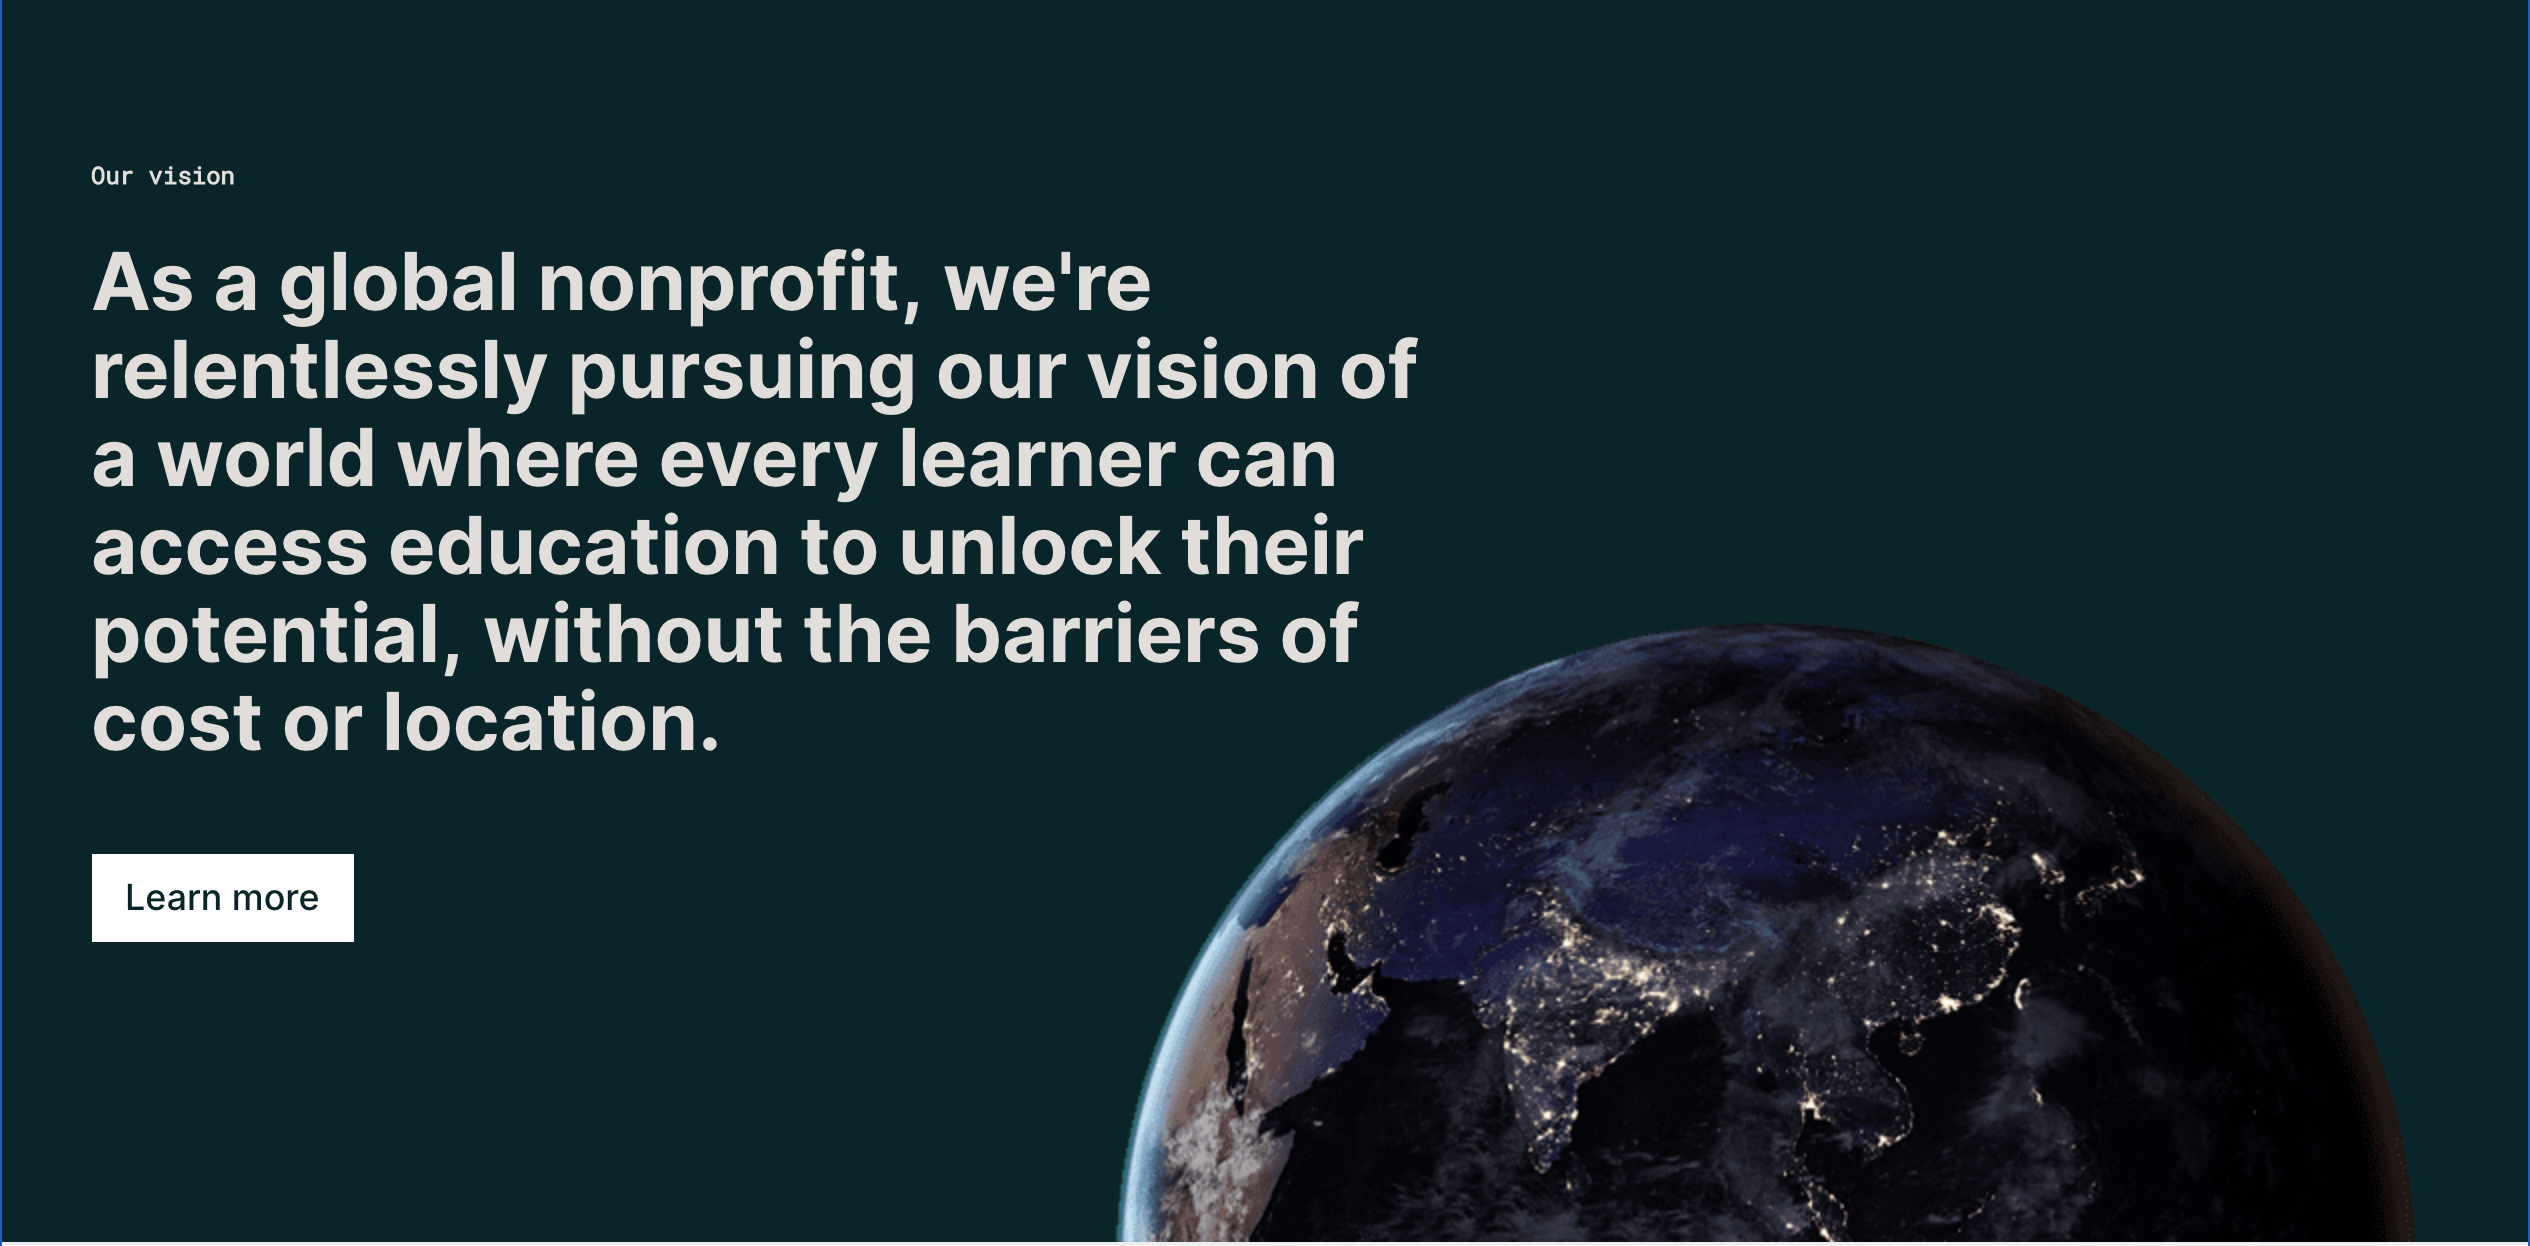 Our vision
As a global nonprofit, we're
relentlessly pursuing our vision of
a world where every learner can
access education to unlock their
potential, without the barriers of
cost or location.
Learn more